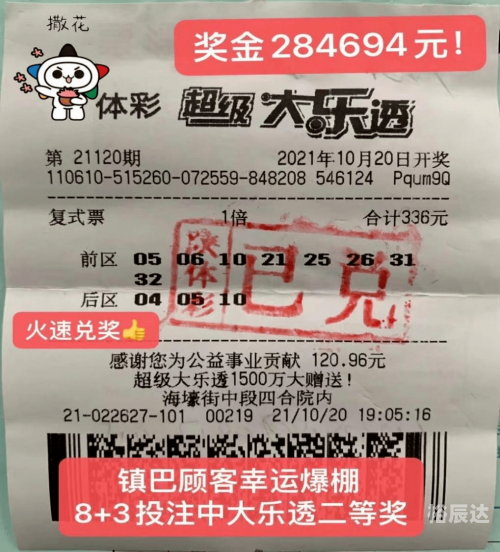 撒花
奖金284694元!
体彩 超级大乐透
第 21120期 2021年10月20日开奖
110610-515260-072559-848208 546124 Pqum9Q
复式票 1倍 合计336元
前区 05 06 10 21 25 26 31
32
后区 04 05 10
陕体彩
已兑
火速兑奖👍
感谢您为公益事业贡献 120.96元
超级大乐透1500万大赠送!
海壕街中段四合院内
21-022627-101 00219 21/10/20 19:05:16
镇巴顾客幸运爆棚
8+3投注中大乐透二等奖
裕辰达